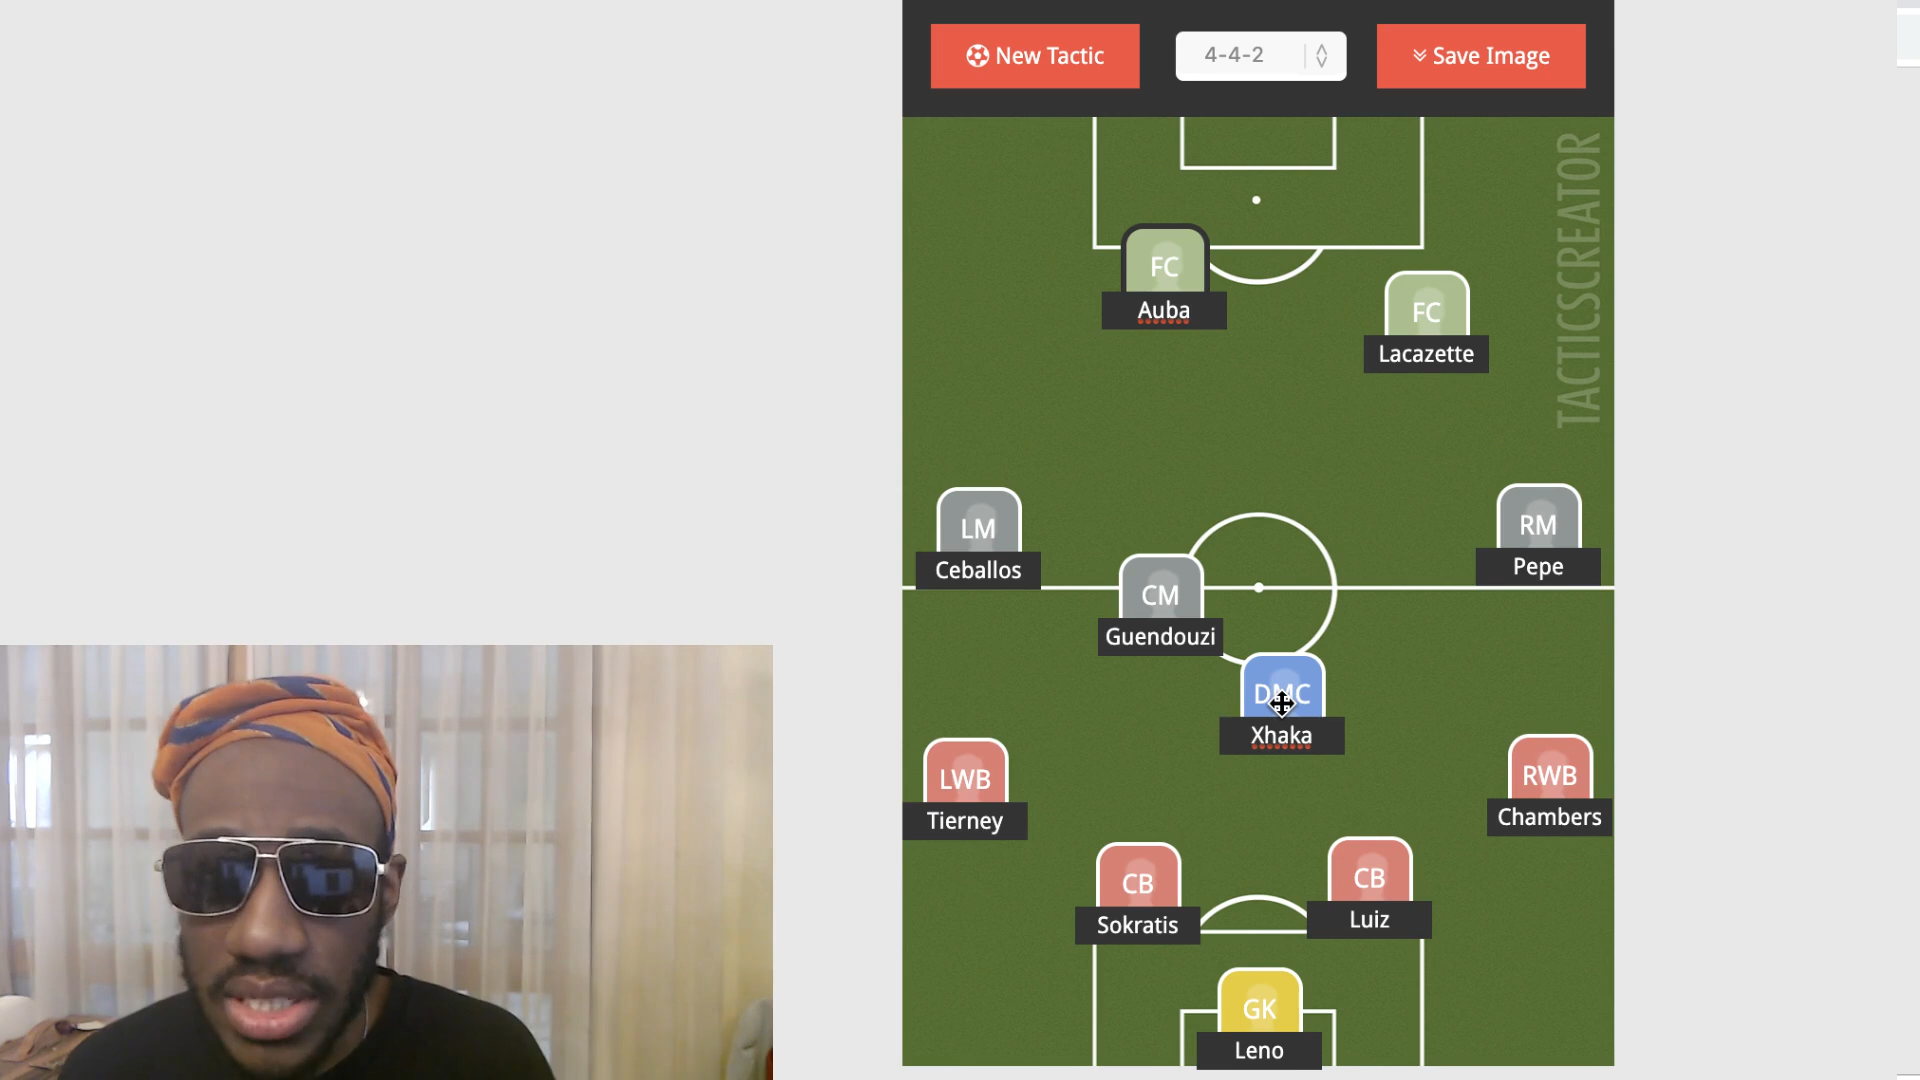 New Tactic
4-4-2
Save Image
TACTICSCREATOR
FC
Auba
FC
Lacazette
LM
Ceballos
RM
Pepe
CM
Guendouzi
DMC
Xhaka
LWB
Tierney
RWB
Chambers
CB
Sokratis
CB
Luiz
GK
Leno